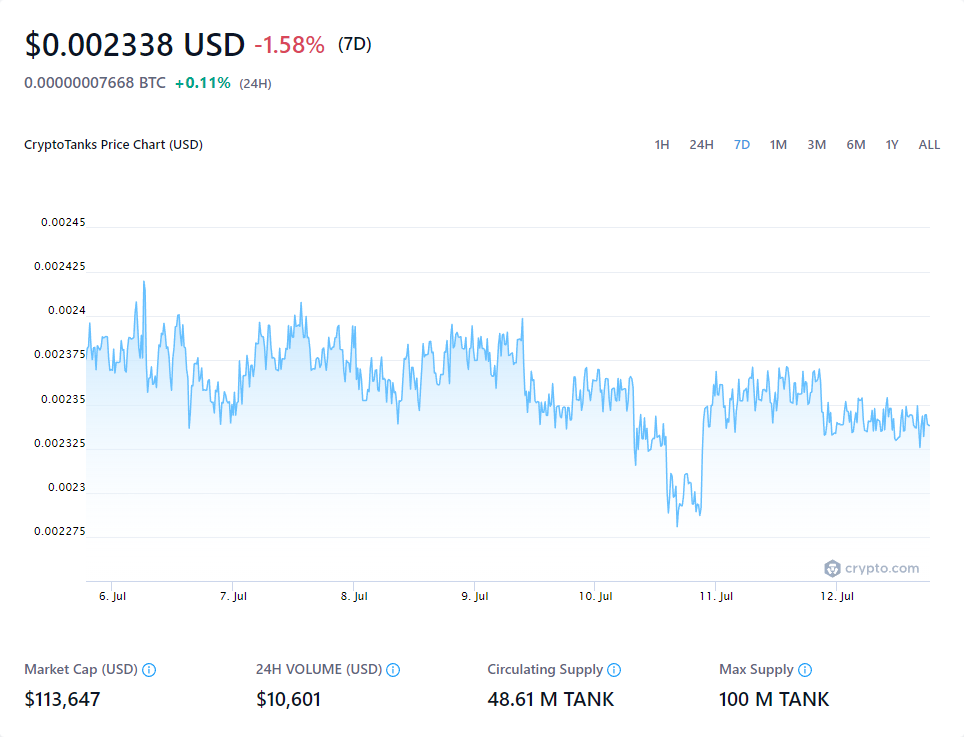 $0.002338 USD -1.58% (7D)
0.00000007668 BTC +0.11% (24H)
CryptoTanks Price Chart (USD) 1H 24H 7D 1M 3M 6M 1Y ALL
0.00245
0.002425
0.0024
0.002375
0.00235
0.002325
0.0023
0.002275
crypto.com
6. Jul 7. Jul 8. Jul 9. Jul 10. Jul 11. Jul 12. Jul
Market Cap (USD) 24H VOLUME (USD) Circulating Supply Max Supply
$113,647 $10,601 48.61 M TANK 100 M TANK